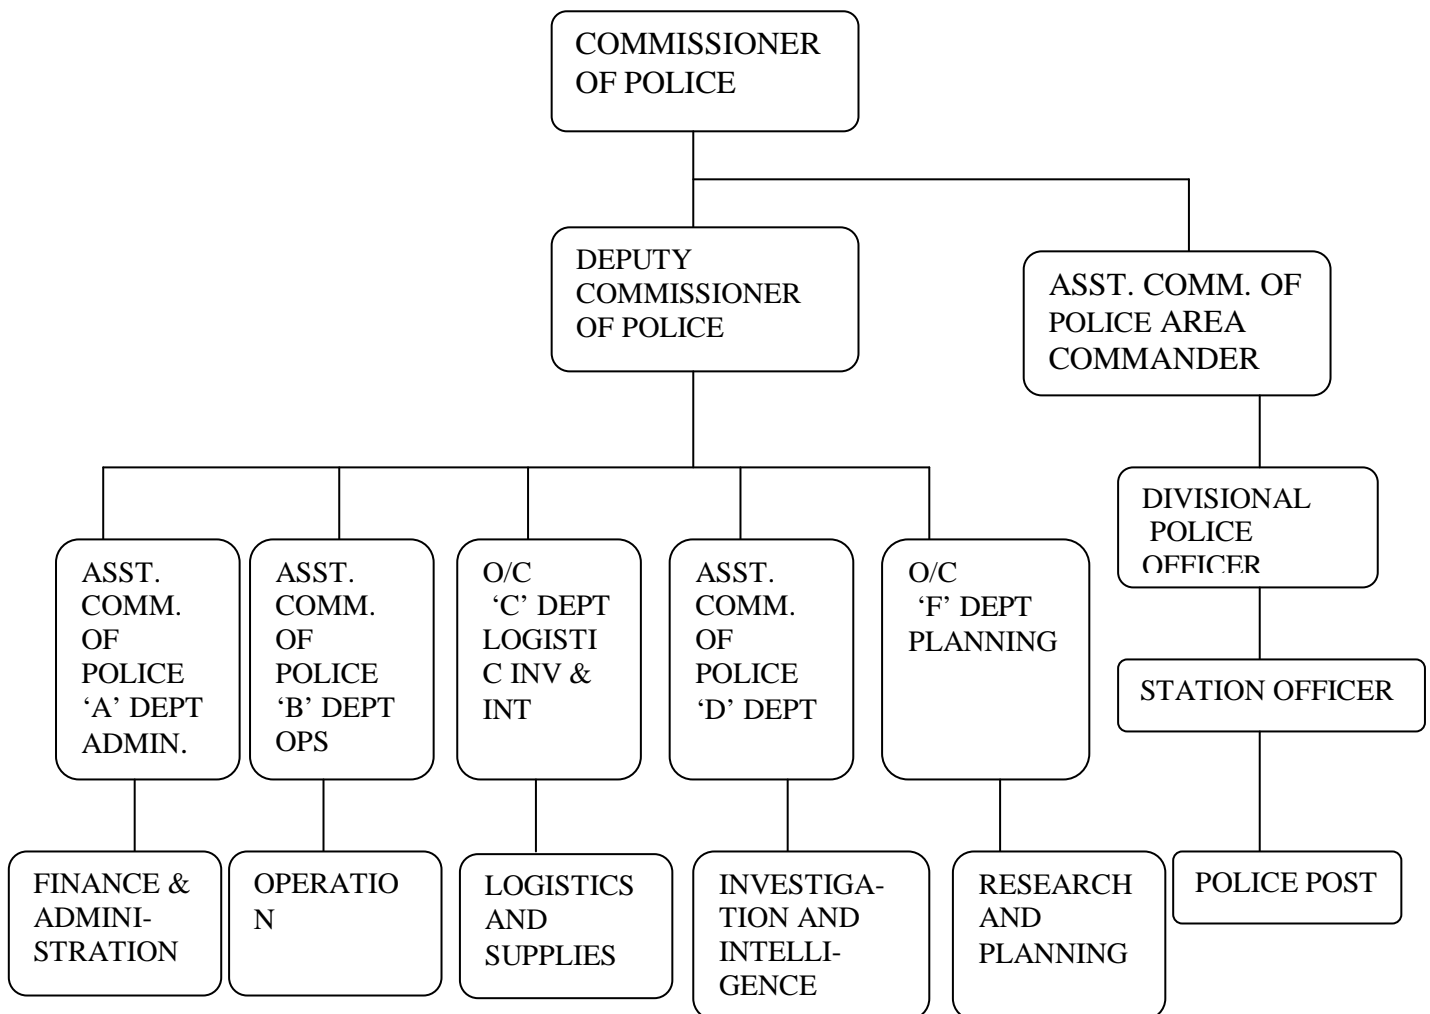 COMMISSIONER
OF POLICE
DEPUTY
COMMISSIONER
OF POLICE
ASST. COMM. OF
POLICE AREA
COMMANDER
DIVISIONAL
POLICE
OFFICER
ASST.
COMM.
OF
POLICE
‘A’ DEPT
ADMIN.
ASST.
COMM.
OF
POLICE
‘B’ DEPT
OPS
O/C
‘C’ DEPT
LOGISTI
C INV &
INT
ASST.
COMM.
OF
POLICE
‘D’ DEPT
O/C
‘F’ DEPT
PLANNING
STATION OFFICER
FINANCE &
ADMINI-
STRATION
OPERATIO
N
LOGISTICS
AND
SUPPLIES
INVESTIGA-
TION AND
INTELLI-
GENCE
RESEARCH
AND
PLANNING
POLICE POST